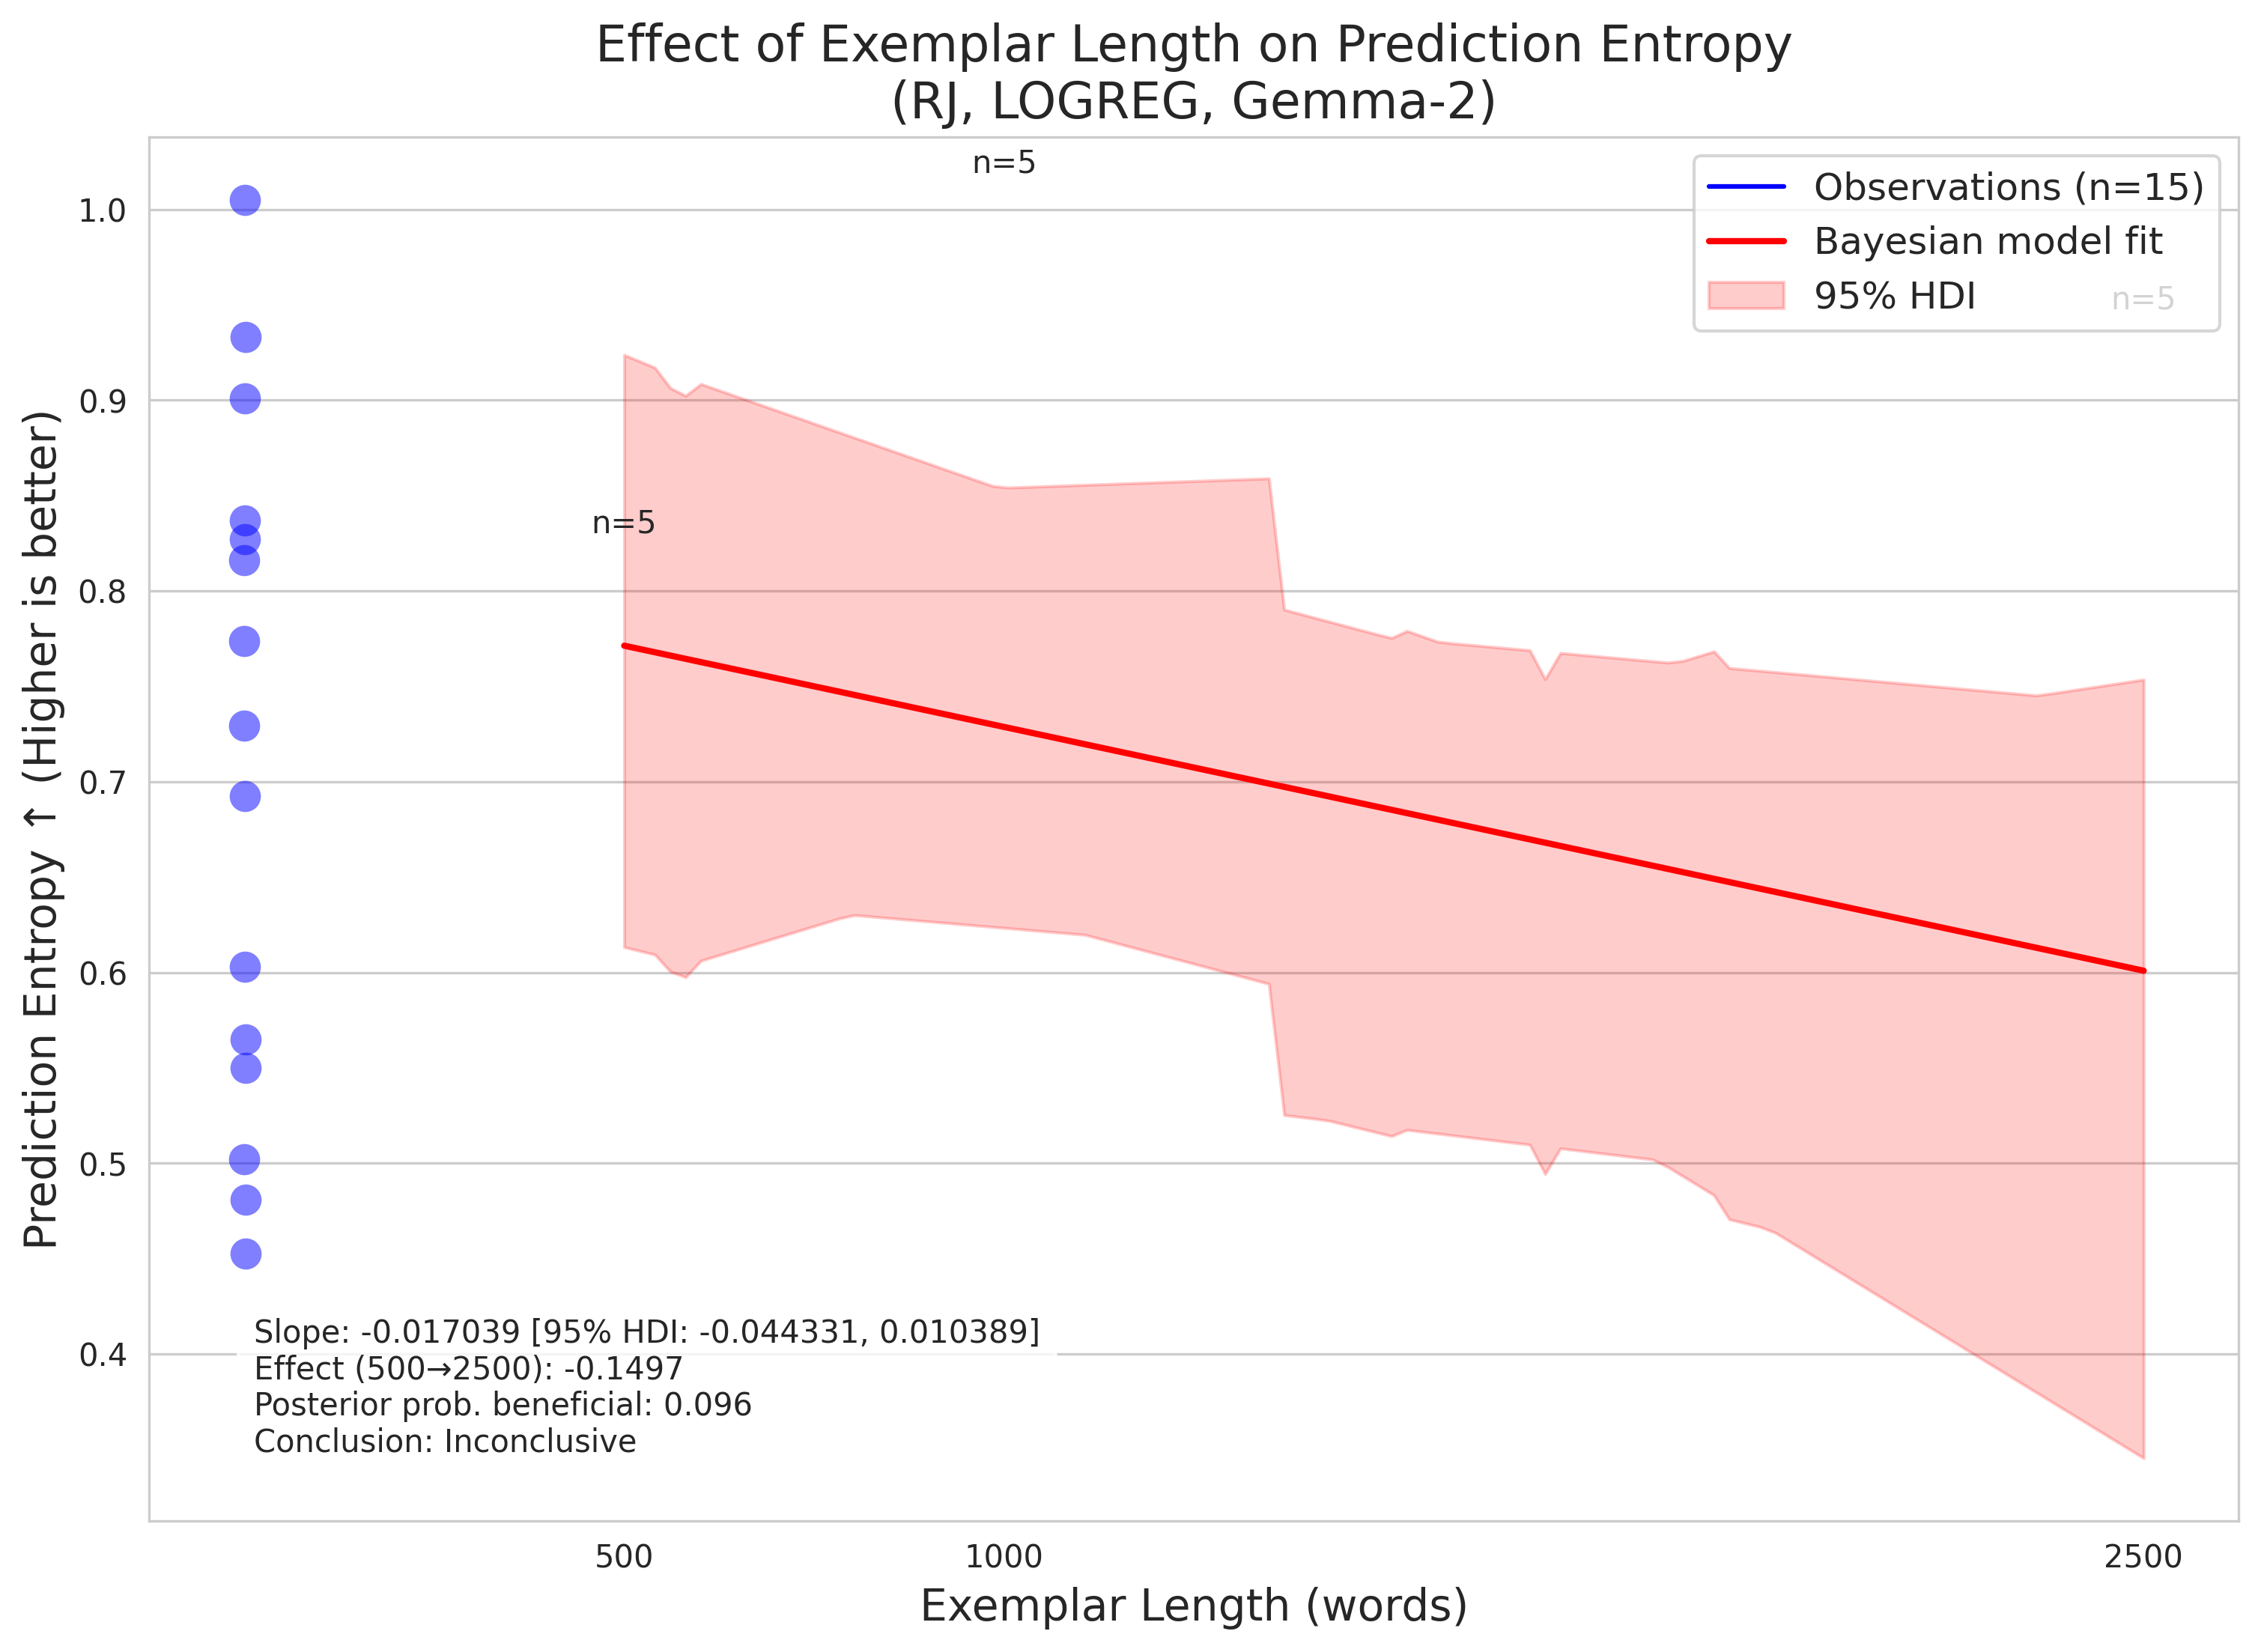 Effect of Exemplar Length on Prediction Entropy
(RJ, LOGREG, Gemma-2)
n=5
Observations (n=15)
Bayesian model fit
95% HDI
n=5
n=5
Prediction Entropy ↑ (Higher is better)
1.0
0.9
0.8
0.7
0.6
0.5
0.4
Slope: -0.017039 [95% HDI: -0.044331, 0.010389]
Effect (500→2500): -0.1497
Posterior prob. beneficial: 0.096
Conclusion: Inconclusive
500
1000
2500
Exemplar Length (words)